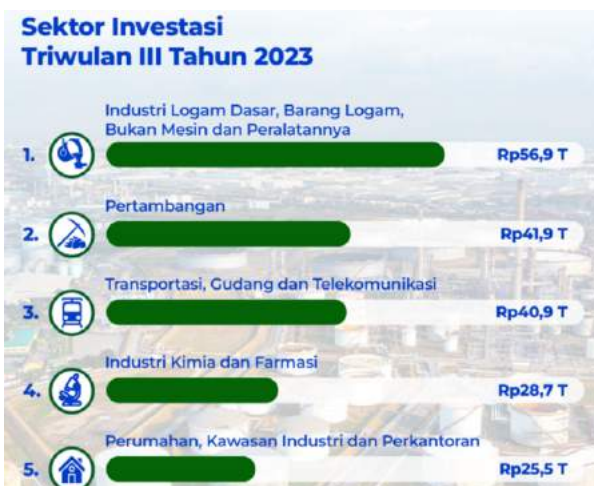 Sektor Investasi
Triwulan III Tahun 2023
Industri Logam Dasar, Barang Logam,
Bukan Mesin dan Peralatannya
1. Rp56,9 T
Pertambangan
2. Rp41,9 T
Transportasi, Gudang dan Telekomunikasi
3. Rp40,9 T
Industri Kimia dan Farmasi
4. Rp28,7 T
Perumahan, Kawasan Industri dan Perkantoran
5. Rp25,5 T